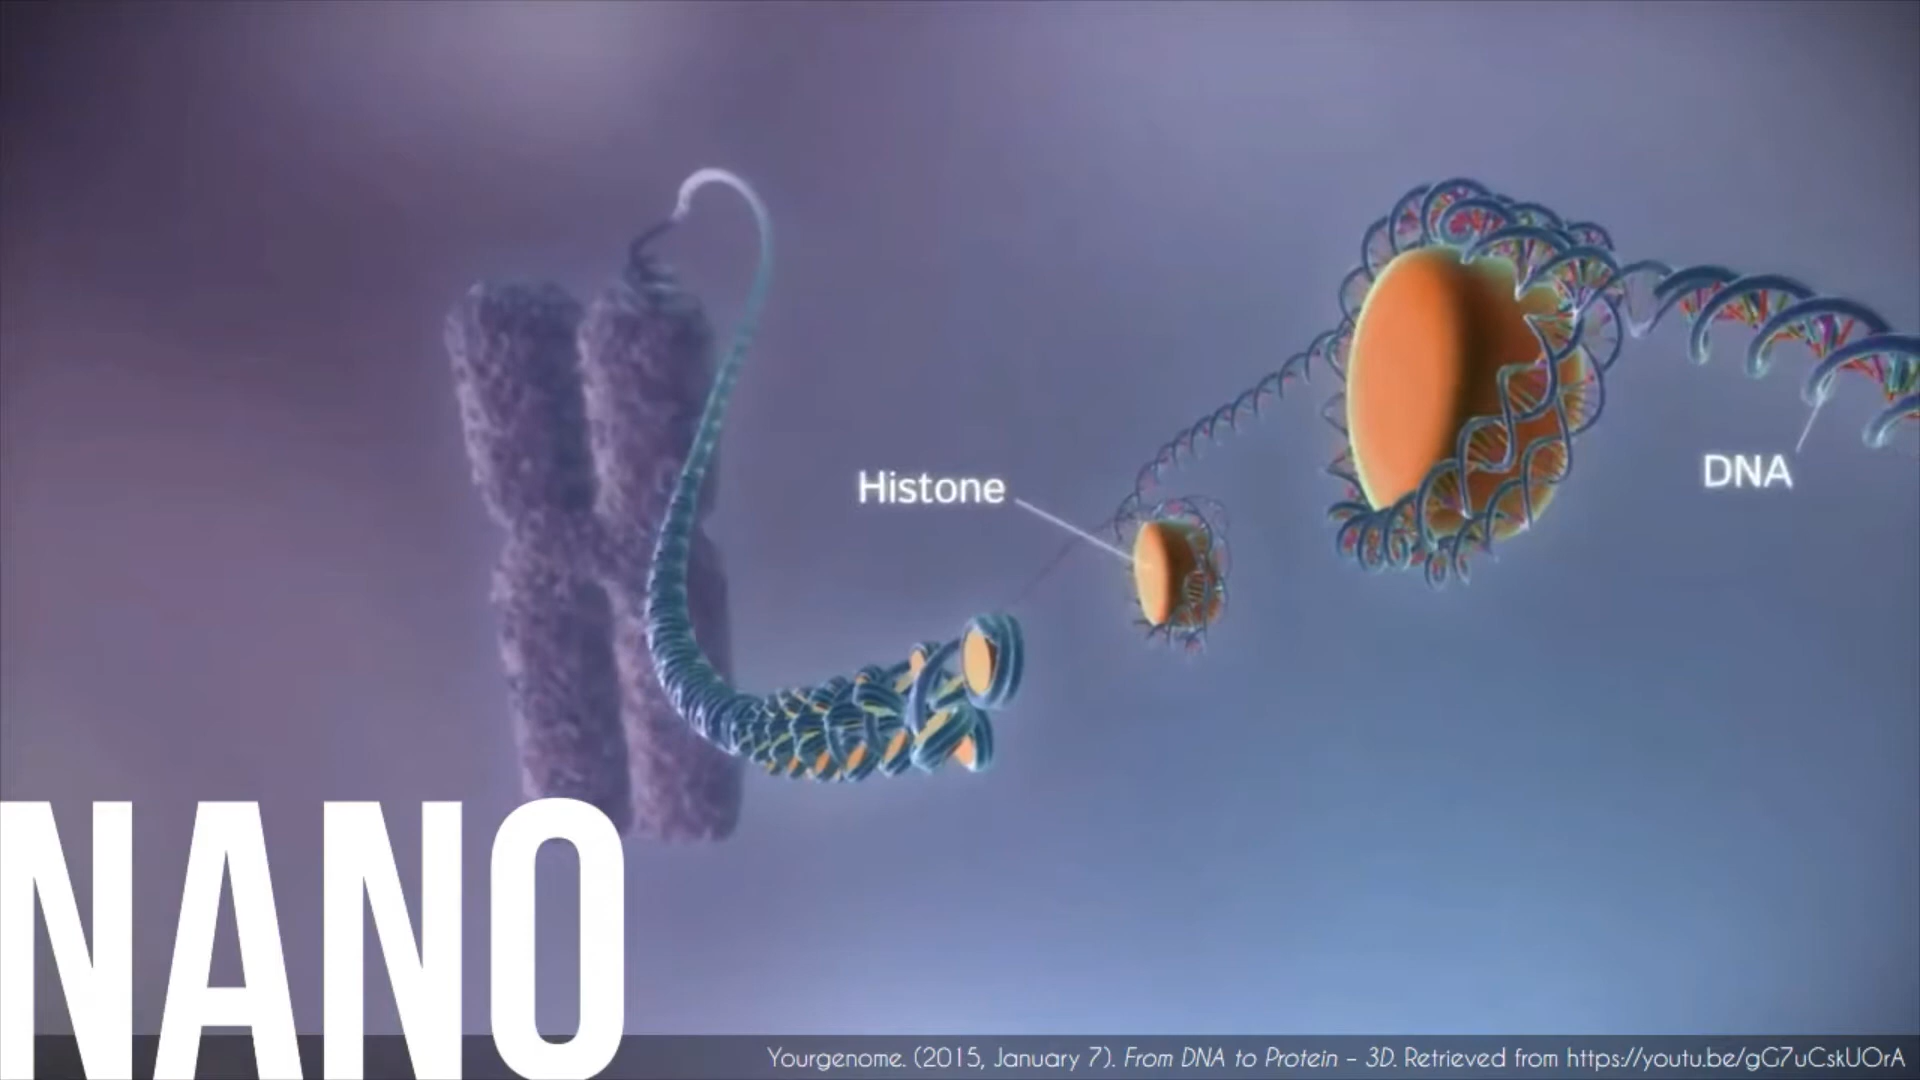 Histone
DNA
NANO
Yourgenome. (2015, January 7). From DNA to Protein – 3D. Retrieved from https://youtu.be/gG7uCskUOrA